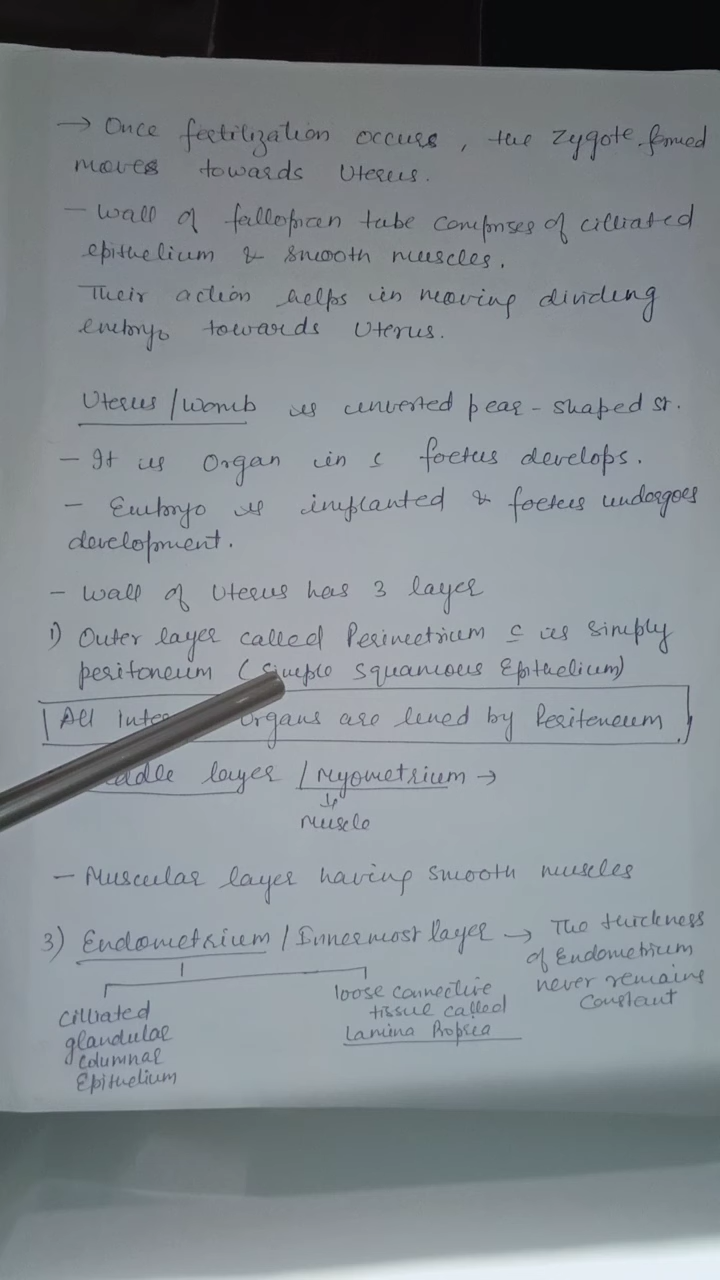 → Once fertilization occurs, the zygote formed
moves towards Uterus.
- Wall of fallopian tube comprises of cilliated
epithelium & smooth muscles.
Their action helps in moving dividing
embryo towards Uterus.
Uterus / Womb is inverted pear-shaped st.
- It is organ in c foetus develops.
- Embryo is implanted & foetus undergoes
development.
- Wall of Uterus has 3 layer
1) Outer layer called Perimetrium c is simply
peritoneum (Simple Squamous Epithelium)
All organs are lined by Peritoneum
layer / myometrium →
↓
muscle
- Muscular layer having smooth muscles
3) Endometrium / Innermost layer → The thickness
of Endometrium
never remains
constant
cilliated
glandular
columnar
Epithelium
loose connective
tissue called
Lamina Propria